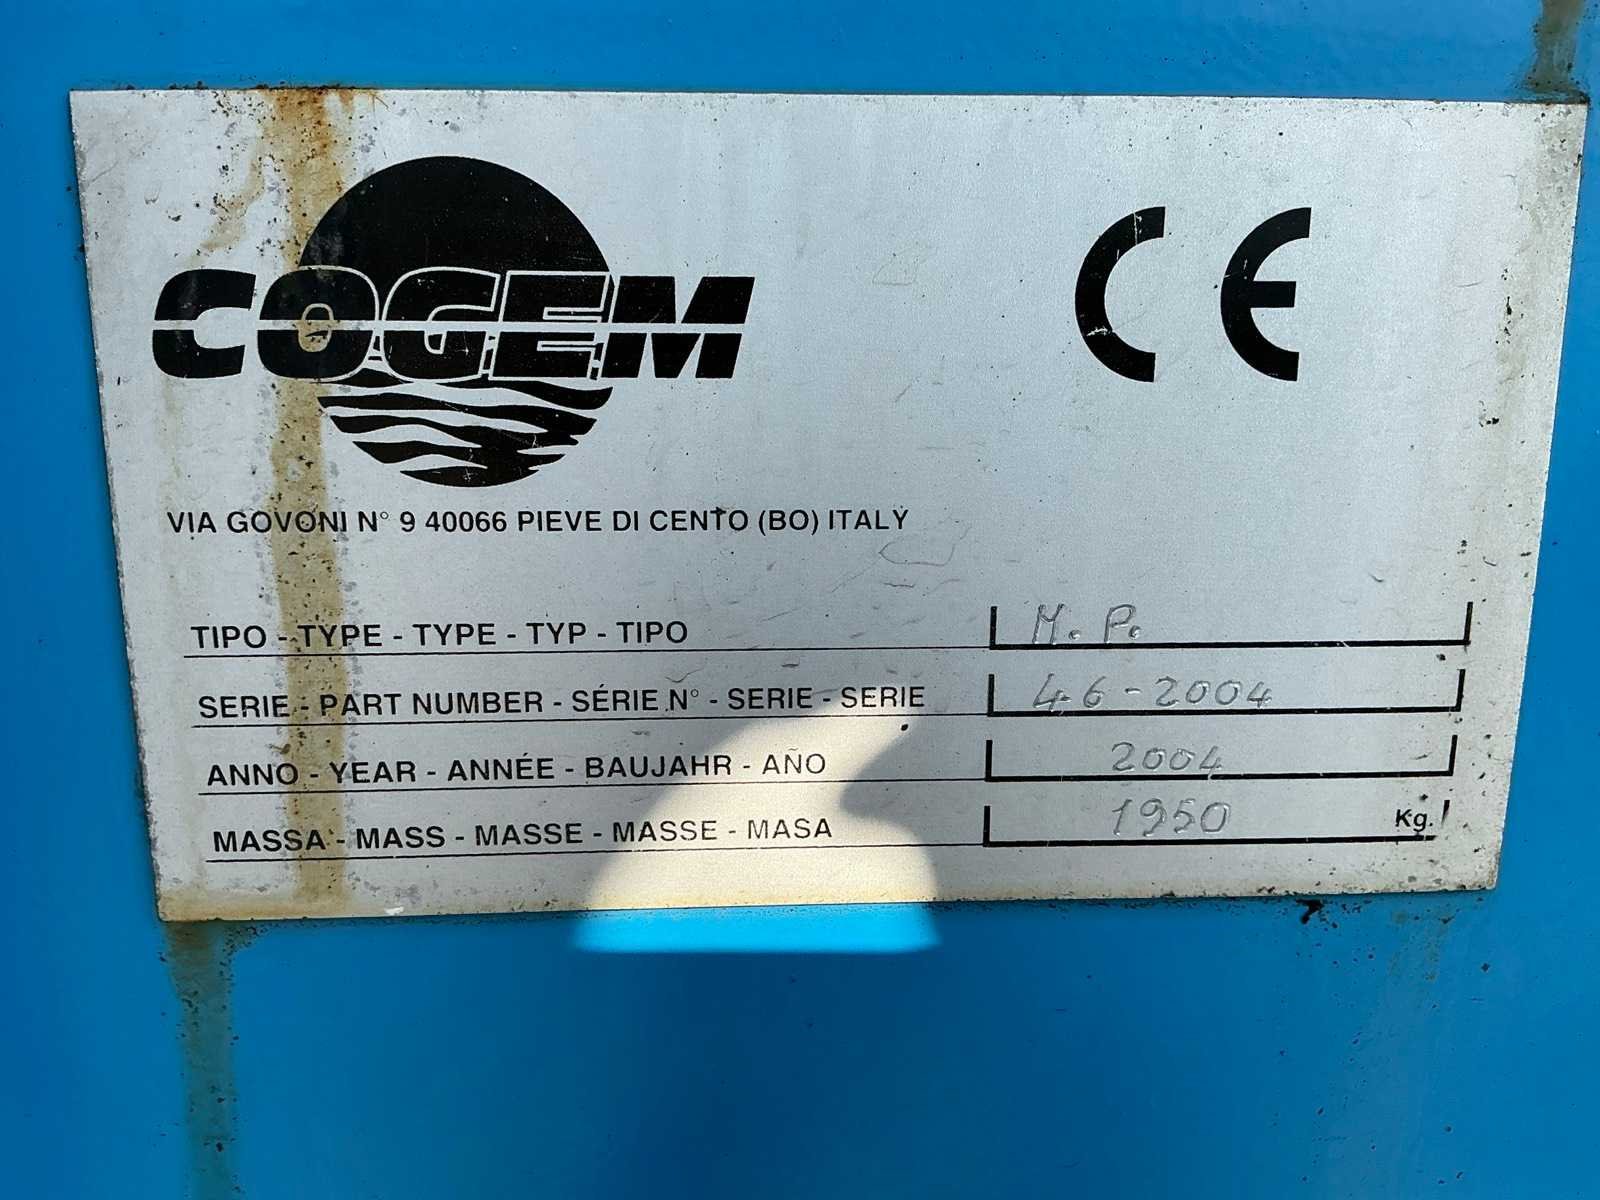 COGEM
CE
VIA GOVONI N° 9 40066 PIEVE DI CENTO (BO) ITALY
TIPO - TYPE - TYPE - TYP - TIPO M. P.
SERIE - PART NUMBER - SÉRIE N° - SERIE - SERIE 46-2004
ANNO - YEAR - ANNÉE - BAUJAHR - AÑO 2004
MASSA - MASS - MASSE - MASSE - MASA 1950 Kg.